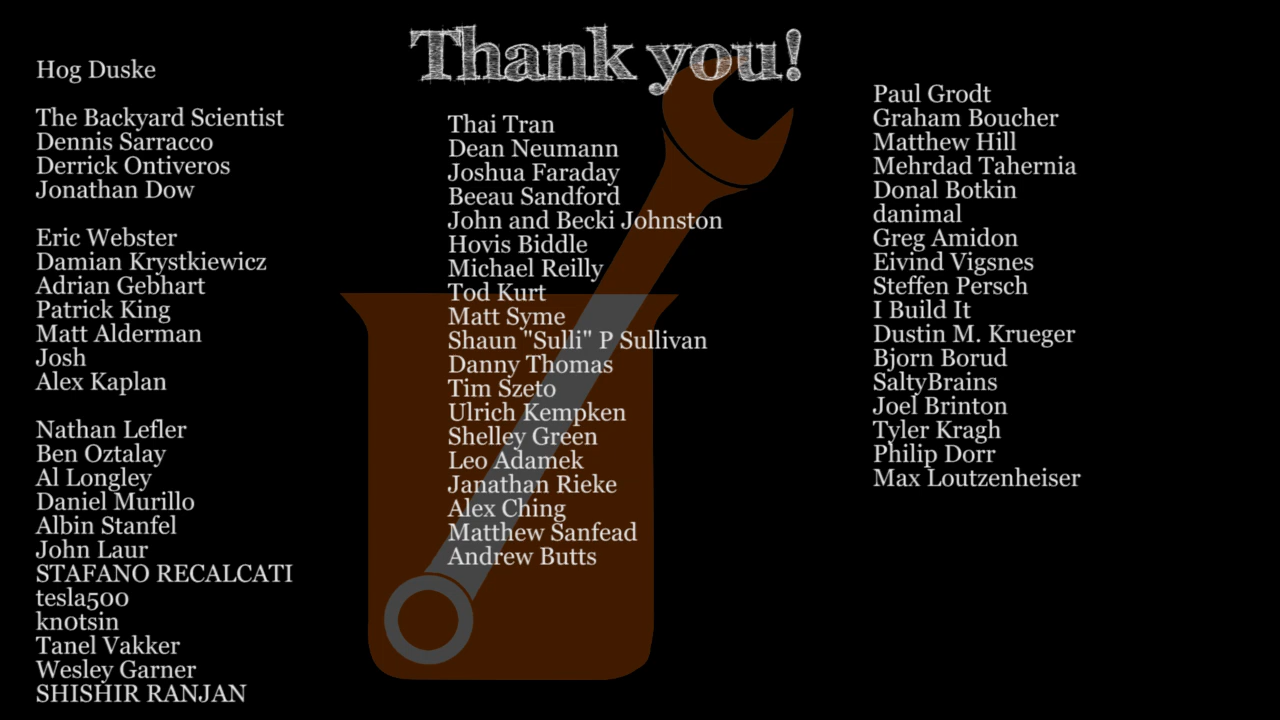 Thank you!
Hog Duske
The Backyard Scientist
Dennis Sarracco
Derrick Ontiveros
Jonathan Dow
Eric Webster
Damian Krystkiewicz
Adrian Gebhart
Patrick King
Matt Alderman
Josh
Alex Kaplan
Nathan Lefler
Ben Oztalay
Al Longley
Daniel Murillo
Albin Stanfel
John Laur
STAFANO RECALCATI
tesla500
knotsin
Tanel Vakker
Wesley Garner
SHISHIR RANJAN
Thai Tran
Dean Neumann
Joshua Faraday
Beeau Sandford
John and Becki Johnston
Hovis Biddle
Michael Reilly
Tod Kurt
Matt Syme
Shaun "Sulli" P Sullivan
Danny Thomas
Tim Szeto
Ulrich Kempken
Shelley Green
Leo Adamek
Janathan Rieke
Alex Ching
Matthew Sanfead
Andrew Butts
Paul Grodt
Graham Boucher
Matthew Hill
Mehrdad Tahernia
Donal Botkin
danimal
Greg Amidon
Eivind Vigsnes
Steffen Persch
I Build It
Dustin M. Krueger
Bjorn Borud
SaltyBrains
Joel Brinton
Tyler Kragh
Philip Dorr
Max Loutzenheiser